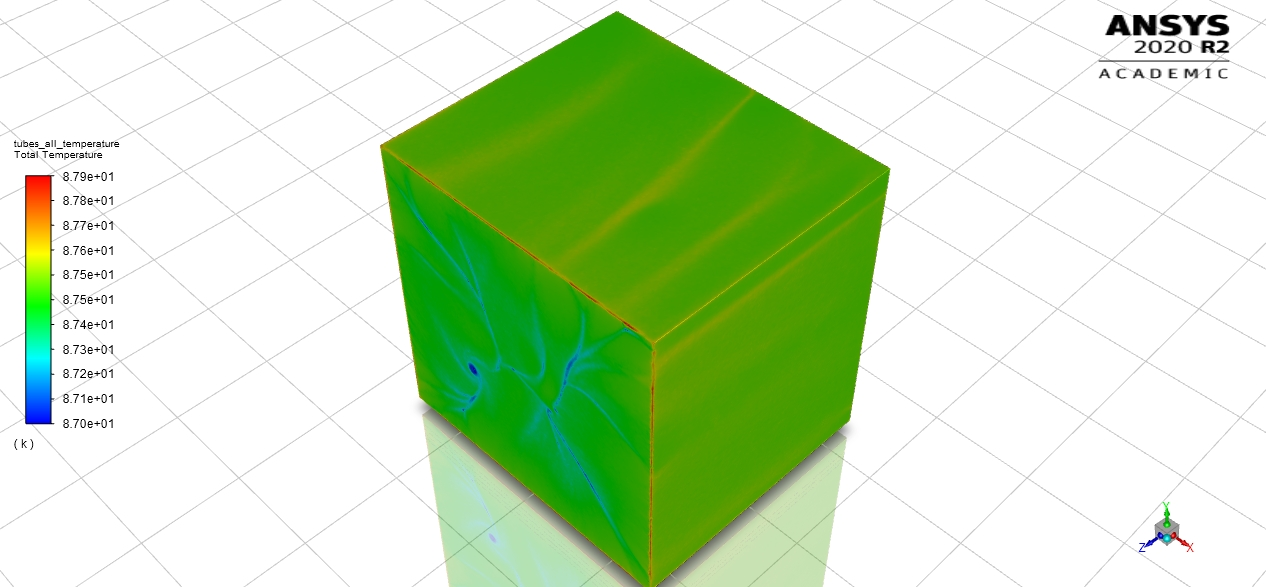 ANSYS
2020 R2
ACADEMIC
tubes_all_temperature
Total Temperature
8.79e+01
8.78e+01
8.77e+01
8.76e+01
8.75e+01
8.75e+01
8.74e+01
8.73e+01
8.72e+01
8.71e+01
8.70e+01
( k )
Y
Z
X